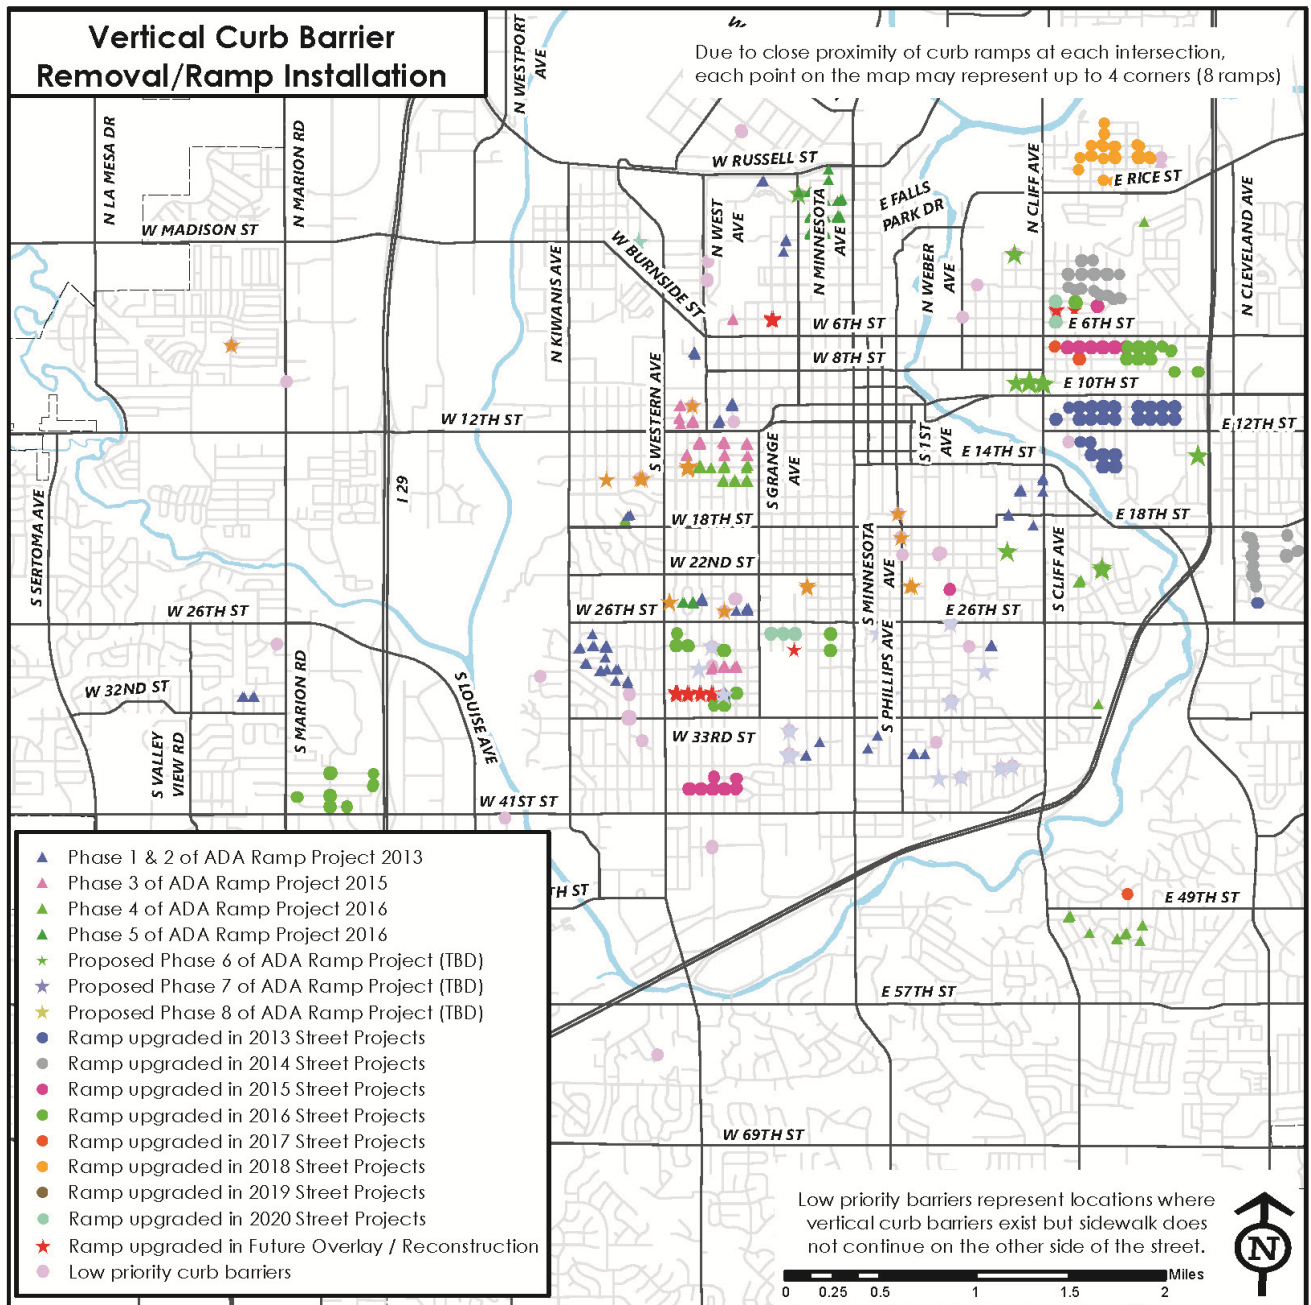 Vertical Curb Barrier
Removal/Ramp Installation
Due to close proximity of curb ramps at each intersection,
each point on the map may represent up to 4 corners (8 ramps)
N WESTPORT
AVE
W
N LA MESA DR
N MARION RD
W MADISON ST
W RUSSELL ST
N WEST
AVE
N MINNESOTA
AVE
E FALLS
PARK DR
N CLIFF AVE
E RICE ST
N CLEVELAND AVE
N KIWANIS AVE
W BURNSIDE ST
N WEBER
AVE
W 6TH ST
E 6TH ST
W 8TH ST
E 10TH ST
S WESTERN AVE
W 12TH ST
E 12TH ST
S GRANGE
AVE
S 1ST
AVE
E 14TH ST
I 29
S SERTOMA AVE
W 18TH ST
E 18TH ST
W 22ND ST
S MINNESOTA
AVE
S CLIFF AVE
W 26TH ST
W 26TH ST
E 26TH ST
S PHILLIPS AVE
W 32ND ST
S MARION RD
S LOUISE AVE
S VALLEY
VIEW RD
W 33RD ST
W 41ST ST
TH ST
E 49TH ST
E 57TH ST
W 69TH ST
Phase 1 & 2 of ADA Ramp Project 2013
Phase 3 of ADA Ramp Project 2015
Phase 4 of ADA Ramp Project 2016
Phase 5 of ADA Ramp Project 2016
Proposed Phase 6 of ADA Ramp Project (TBD)
Proposed Phase 7 of ADA Ramp Project (TBD)
Proposed Phase 8 of ADA Ramp Project (TBD)
Ramp upgraded in 2013 Street Projects
Ramp upgraded in 2014 Street Projects
Ramp upgraded in 2015 Street Projects
Ramp upgraded in 2016 Street Projects
Ramp upgraded in 2017 Street Projects
Ramp upgraded in 2018 Street Projects
Ramp upgraded in 2019 Street Projects
Ramp upgraded in 2020 Street Projects
Ramp upgraded in Future Overlay / Reconstruction
Low priority curb barriers
Low priority barriers represent locations where
vertical curb barriers exist but sidewalk does
not continue on the other side of the street.
N
Miles
0 0.25 0.5 1 1.5 2